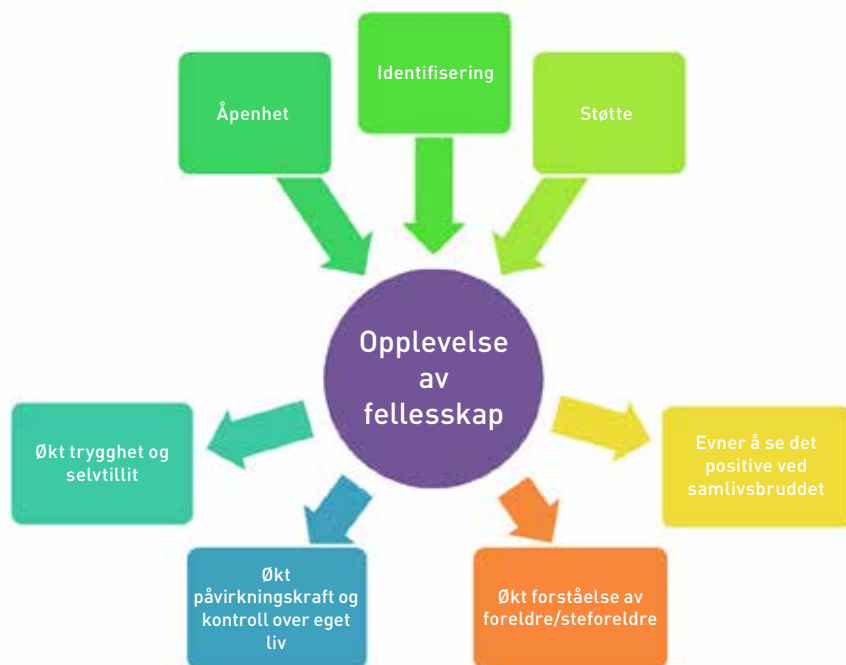 Åpenhet
Identifisering
Støtte
Opplevelse
av
fellesskap
Økt trygghet og
selvtillit
Evner å se det
positive ved
samlivsbruddet
Økt
påvirkningskraft og
kontroll over eget
liv
Økt forståelse av
foreldre/steforeldre